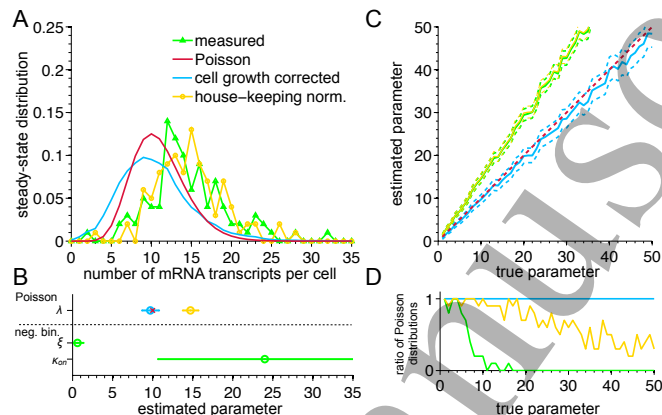 A
C
0.25
0.2
0.15
0.1
0.05
0
steady-state distribution
measured
Poisson
cell growth corrected
house-keeping norm.
0 5 10 15 20 25 30 35
number of mRNA transcripts per cell
50
40
30
20
10
0
estimated parameter
0 10 20 30 40 50
true parameter
B
Poisson
λ
neg. bin.
ξ
κon
0 5 10 15 20 25 30 35
estimated parameter
D
1
0
ratio of Poisson
distributions
0 10 20 30 40 50
true parameter
nusc